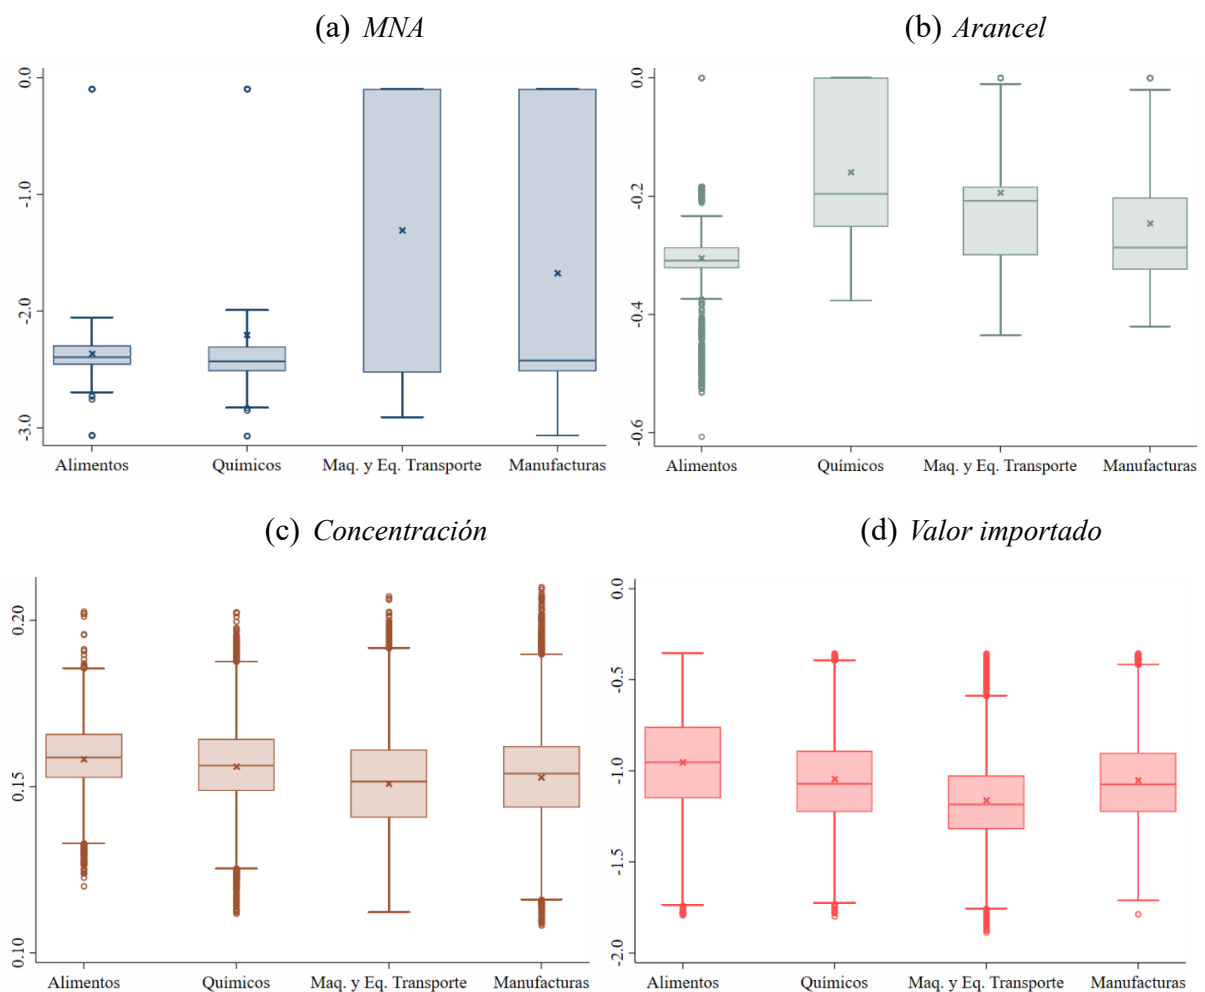 (a) MNA
0.0
-1.0
-2.0
-3.0
Alimentos Químicos Maq. y Eq. Transporte Manufacturas
(b) Arancel
0.0
-0.2
-0.4
-0.6
Alimentos Químicos Maq. y Eq. Transporte Manufacturas
(c) Concentración
0.20
0.15
0.10
Alimentos Químicos Maq. y Eq. Transporte Manufacturas
(d) Valor importado
0.0
-0.5
-1.0
-1.5
-2.0
Alimentos Químicos Maq. y Eq. Transporte Manufacturas